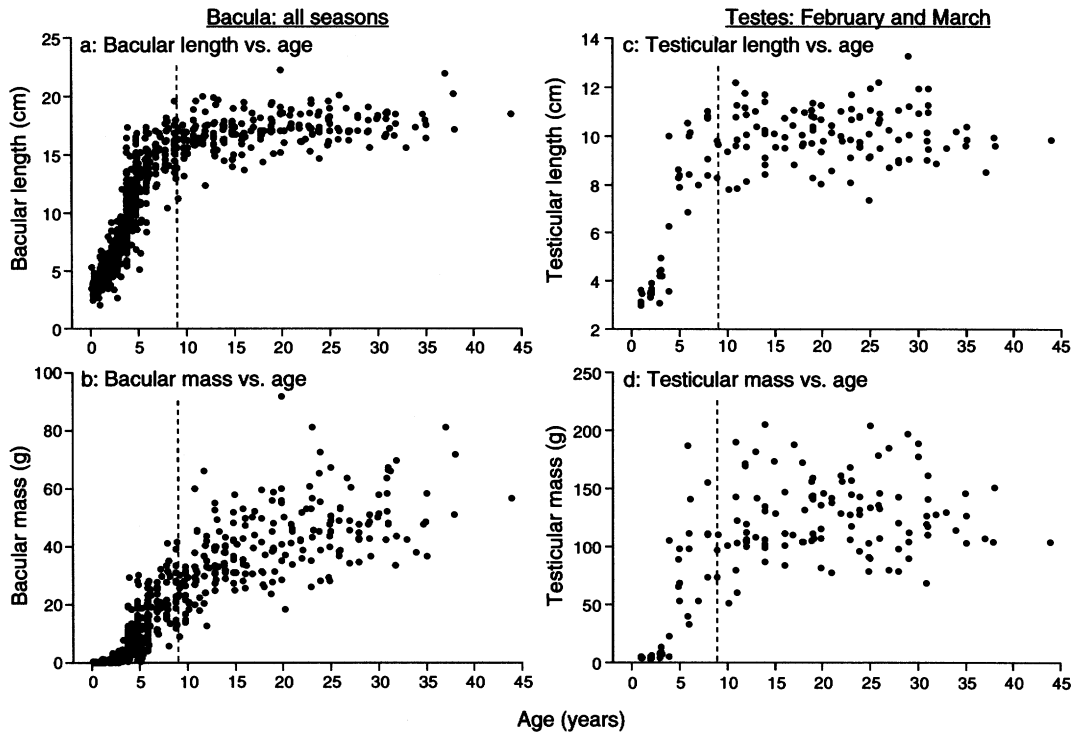 Bacula: all seasons
Testes: February and March
a: Bacular length vs. age
Bacular length (cm)
25
20
15
10
5
0
0 5 10 15 20 25 30 35 40 45
c: Testicular length vs. age
Testicular length (cm)
14
12
10
8
6
4
2
0 5 10 15 20 25 30 35 40 45
b: Bacular mass vs. age
Bacular mass (g)
100
80
60
40
20
0
0 5 10 15 20 25 30 35 40 45
d: Testicular mass vs. age
Testicular mass (g)
250
200
150
100
50
0
0 5 10 15 20 25 30 35 40 45
Age (years)